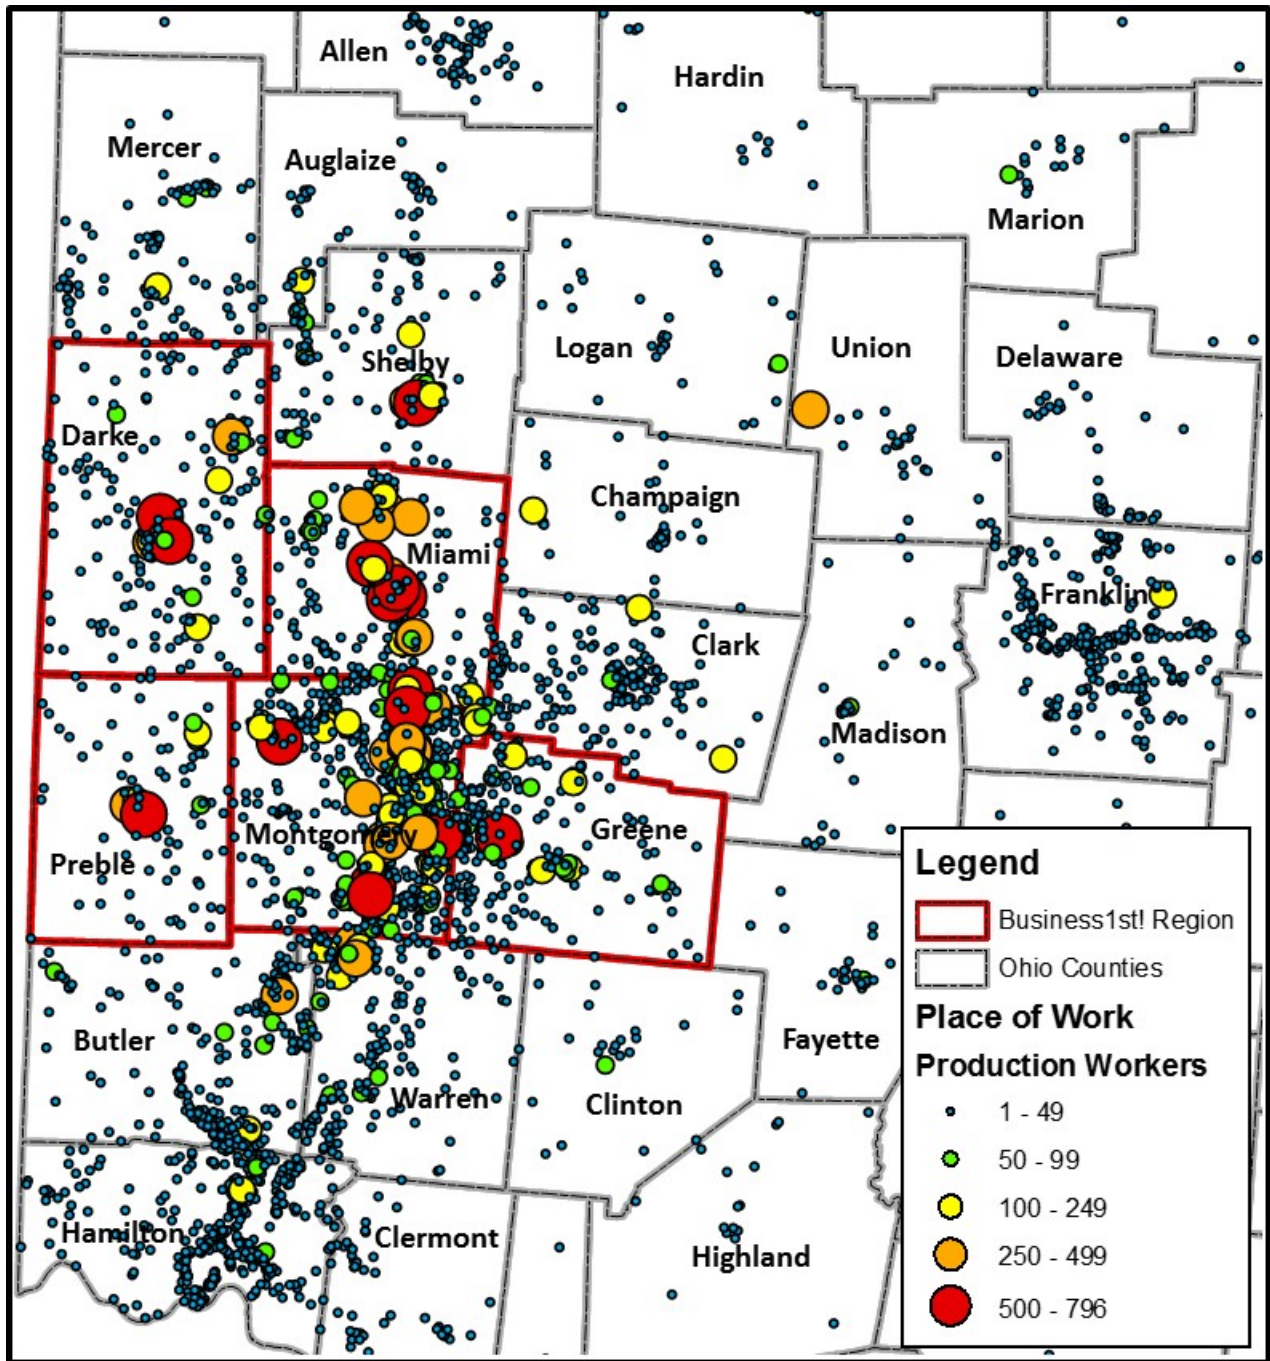 Allen
Hardin
Mercer
Auglaize
Marion
Logan
Union
Delaware
Shelby
Darke
Champaign
Miami
Franklin
Clark
Madison
Montgomery
Greene
Preble
Butler
Fayette
Warren
Clinton
Hamilton
Clermont
Highland
Legend
Business1st! Region
Ohio Counties
Place of Work
Production Workers
1 - 49
50 - 99
100 - 249
250 - 499
500 - 796